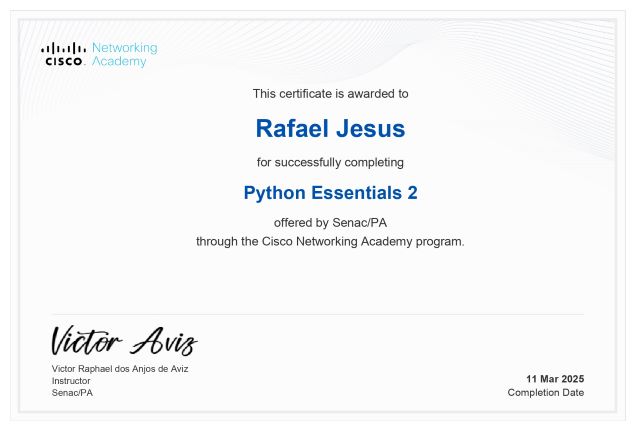 Networking
CISCO Academy
This certificate is awarded to
Rafael Jesus
for successfully completing
Python Essentials 2
offered by Senac/PA
through the Cisco Networking Academy program.
Victor Aviz
Victor Raphael dos Anjos de Aviz
Instructor
Senac/PA
11 Mar 2025
Completion Date